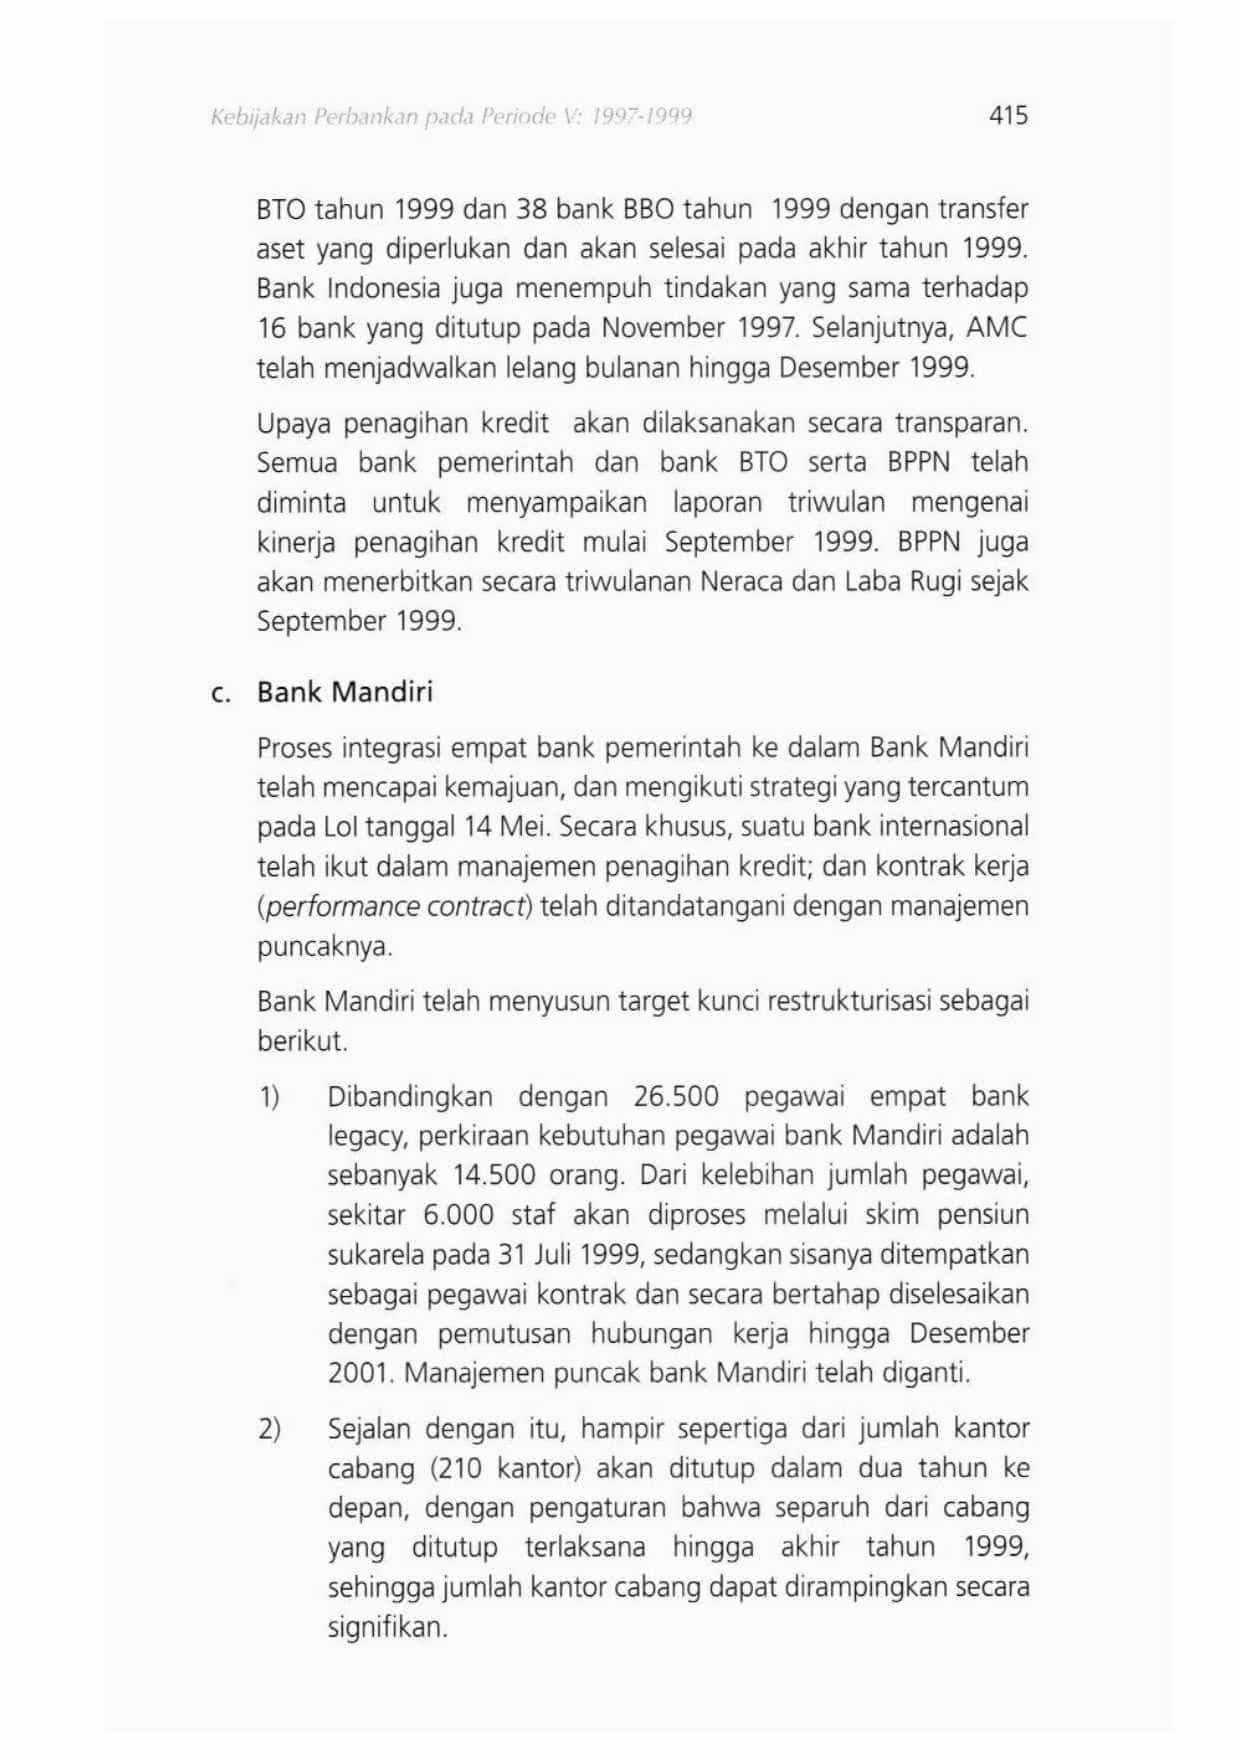 Kebijakan Perbankan pada Periode V: 1997-1999 415
BTO tahun 1999 dan 38 bank BBO tahun 1999 dengan transfer
aset yang diperlukan dan akan selesai pada akhir tahun 1999.
Bank Indonesia juga menempuh tindakan yang sama terhadap
16 bank yang ditutup pada November 1997. Selanjutnya, AMC
telah menjadwalkan lelang bulanan hingga Desember 1999.
Upaya penagihan kredit akan dilaksanakan secara transparan.
Semua bank pemerintah dan bank BTO serta BPPN telah
diminta untuk menyampaikan laporan triwulan mengenai
kinerja penagihan kredit mulai September 1999. BPPN juga
akan menerbitkan secara triwulanan Neraca dan Laba Rugi sejak
September 1999.
c. Bank Mandiri
Proses integrasi empat bank pemerintah ke dalam Bank Mandiri
telah mencapai kemajuan, dan mengikuti strategi yang tercantum
pada LoI tanggal 14 Mei. Secara khusus, suatu bank internasional
telah ikut dalam manajemen penagihan kredit; dan kontrak kerja
(performance contract) telah ditandatangani dengan manajemen
puncaknya.
Bank Mandiri telah menyusun target kunci restrukturisasi sebagai
berikut.
1) Dibandingkan dengan 26.500 pegawai empat bank
legacy, perkiraan kebutuhan pegawai bank Mandiri adalah
sebanyak 14.500 orang. Dari kelebihan jumlah pegawai,
sekitar 6.000 staf akan diproses melalui skim pensiun
sukarela pada 31 Juli 1999, sedangkan sisanya ditempatkan
sebagai pegawai kontrak dan secara bertahap diselesaikan
dengan pemutusan hubungan kerja hingga Desember
2001. Manajemen puncak bank Mandiri telah diganti.
2) Sejalan dengan itu, hampir sepertiga dari jumlah kantor
cabang (210 kantor) akan ditutup dalam dua tahun ke
depan, dengan pengaturan bahwa separuh dari cabang
yang ditutup terlaksana hingga akhir tahun 1999,
sehingga jumlah kantor cabang dapat dirampingkan secara
signifikan.